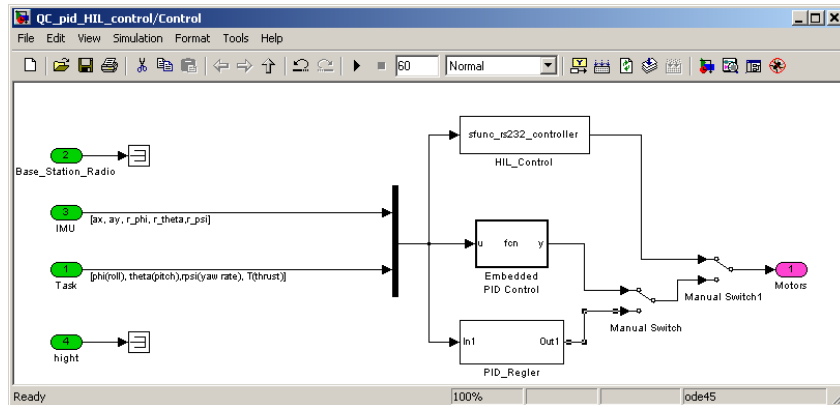 QC_pid_HIL_control/Control
File Edit View Simulation Format Tools Help
60 Normal
sfunc_rs232_controller
HIL_Control
2
Base_Station_Radio
3
IMU
[ax, ay, r_phi, r_theta,r_psi]
u fcn y
Embedded
PID Control
1
Task
[phi(roll), theta(pitch),rpsi(yaw rate), T(thrust)]
1
Motors
Manual Switch1
Manual Switch
4
hight
In1 Out1
PID_Regler
Ready 100% ode45